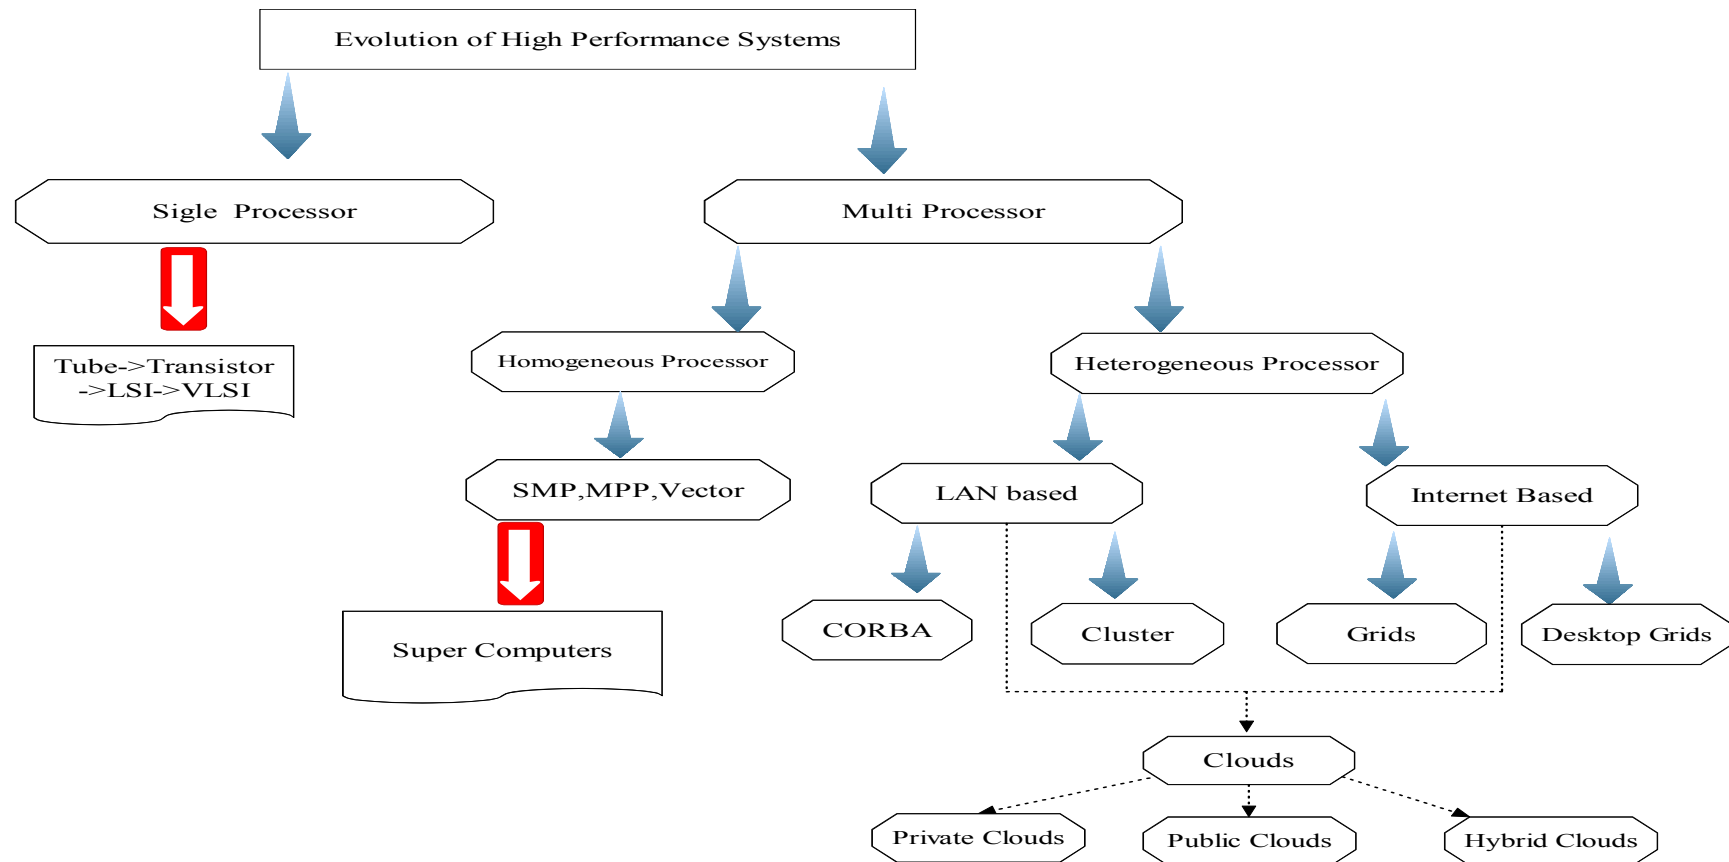 Evolution of High Performance Systems
Sigle Processor
Multi Processor
Tube->Transistor
->LSI->VLSI
Homogeneous Processor
Heterogeneous Processor
SMP,MPP,Vector
LAN based
Internet Based
Super Computers
CORBA
Cluster
Grids
Desktop Grids
Clouds
Private Clouds
Public Clouds
Hybrid Clouds